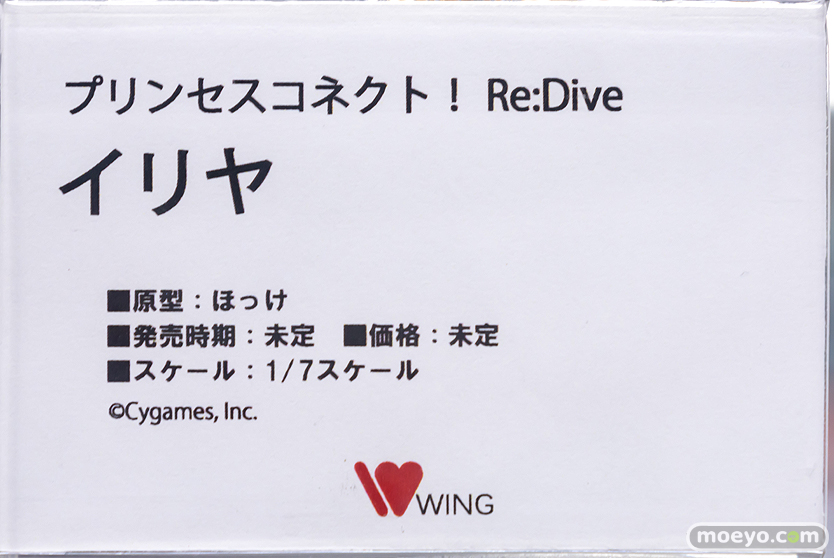 プリンセスコネクト！ Re:Dive
イリヤ
■原型：ほっけ
■発売時期：未定　■価格：未定
■スケール：1/7スケール
©Cygames, Inc.
WING
moeyo.com